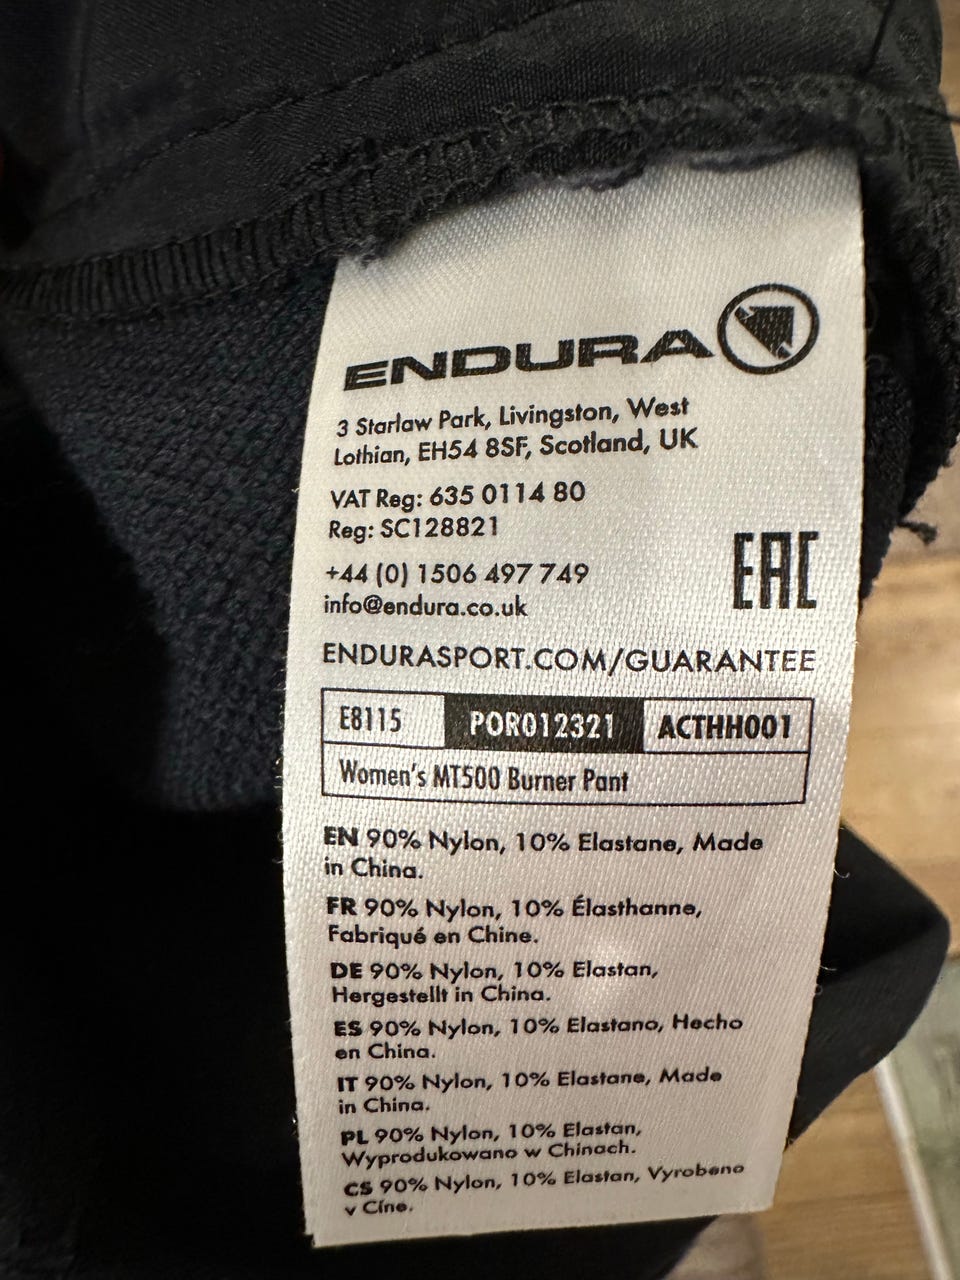 ENDURA
3 Starlaw Park, Livingston, West
Lothian, EH54 8SF, Scotland, UK
VAT Reg: 635 0114 80
Reg: SC128821
+44 (0) 1506 497 749
info@endura.co.uk
EAC
ENDURASPORT.COM/GUARANTEE
E8115 POR012321 ACTHH001
Women's MT500 Burner Pant
EN 90% Nylon, 10% Elastane, Made
in China.
FR 90% Nylon, 10% Élasthanne,
Fabriqué en Chine.
DE 90% Nylon, 10% Elastan,
Hergestellt in China.
ES 90% Nylon, 10% Elastano, Hecho
en China.
IT 90% Nylon, 10% Elastane, Made
in China.
PL 90% Nylon, 10% Elastan,
Wyprodukowano w Chinach.
CS 90% Nylon, 10% Elastan, Vyrobeno
v Číne.